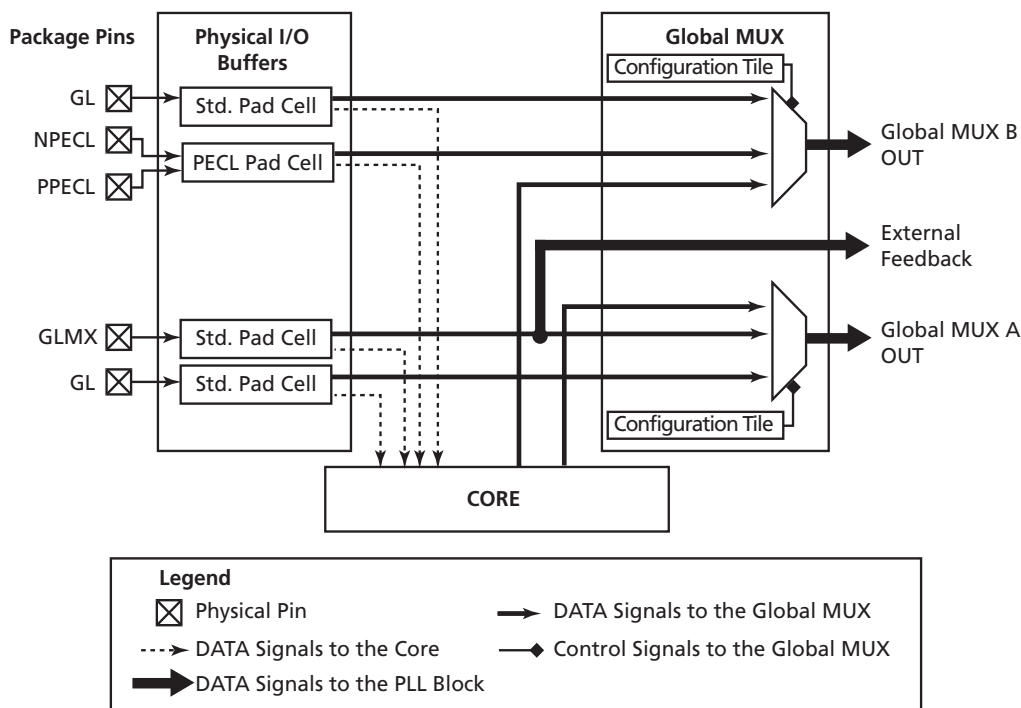 Package Pins
Physical I/O
Buffers
Global MUX
Configuration Tile
GL
Std. Pad Cell
NPECL
PECL Pad Cell
PPECL
Global MUX B
OUT
External
Feedback
GLMX
Std. Pad Cell
Global MUX A
OUT
GL
Std. Pad Cell
Configuration Tile
CORE
Legend
Physical Pin
DATA Signals to the Global MUX
DATA Signals to the Core
Control Signals to the Global MUX
DATA Signals to the PLL Block